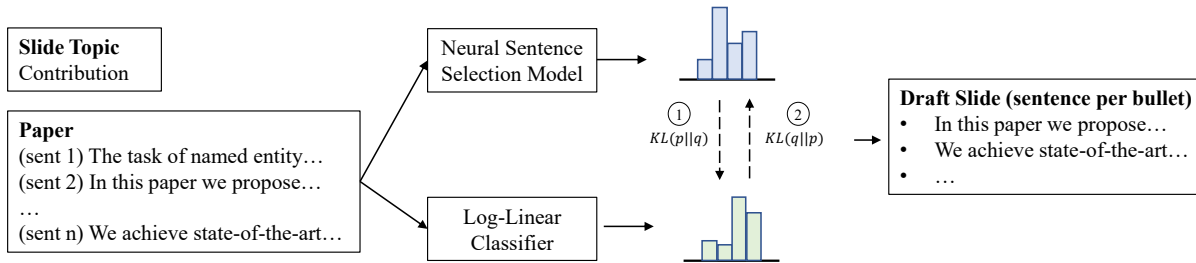 Slide Topic
Contribution
Paper
(sent 1) The task of named entity…
(sent 2) In this paper we propose…
…
(sent n) We achieve state-of-the-art…
Neural Sentence
Selection Model
Log-Linear
Classifier
1
KL(p||q)
2
KL(q||p)
Draft Slide (sentence per bullet)
• In this paper we propose…
• We achieve state-of-the-art…
• …